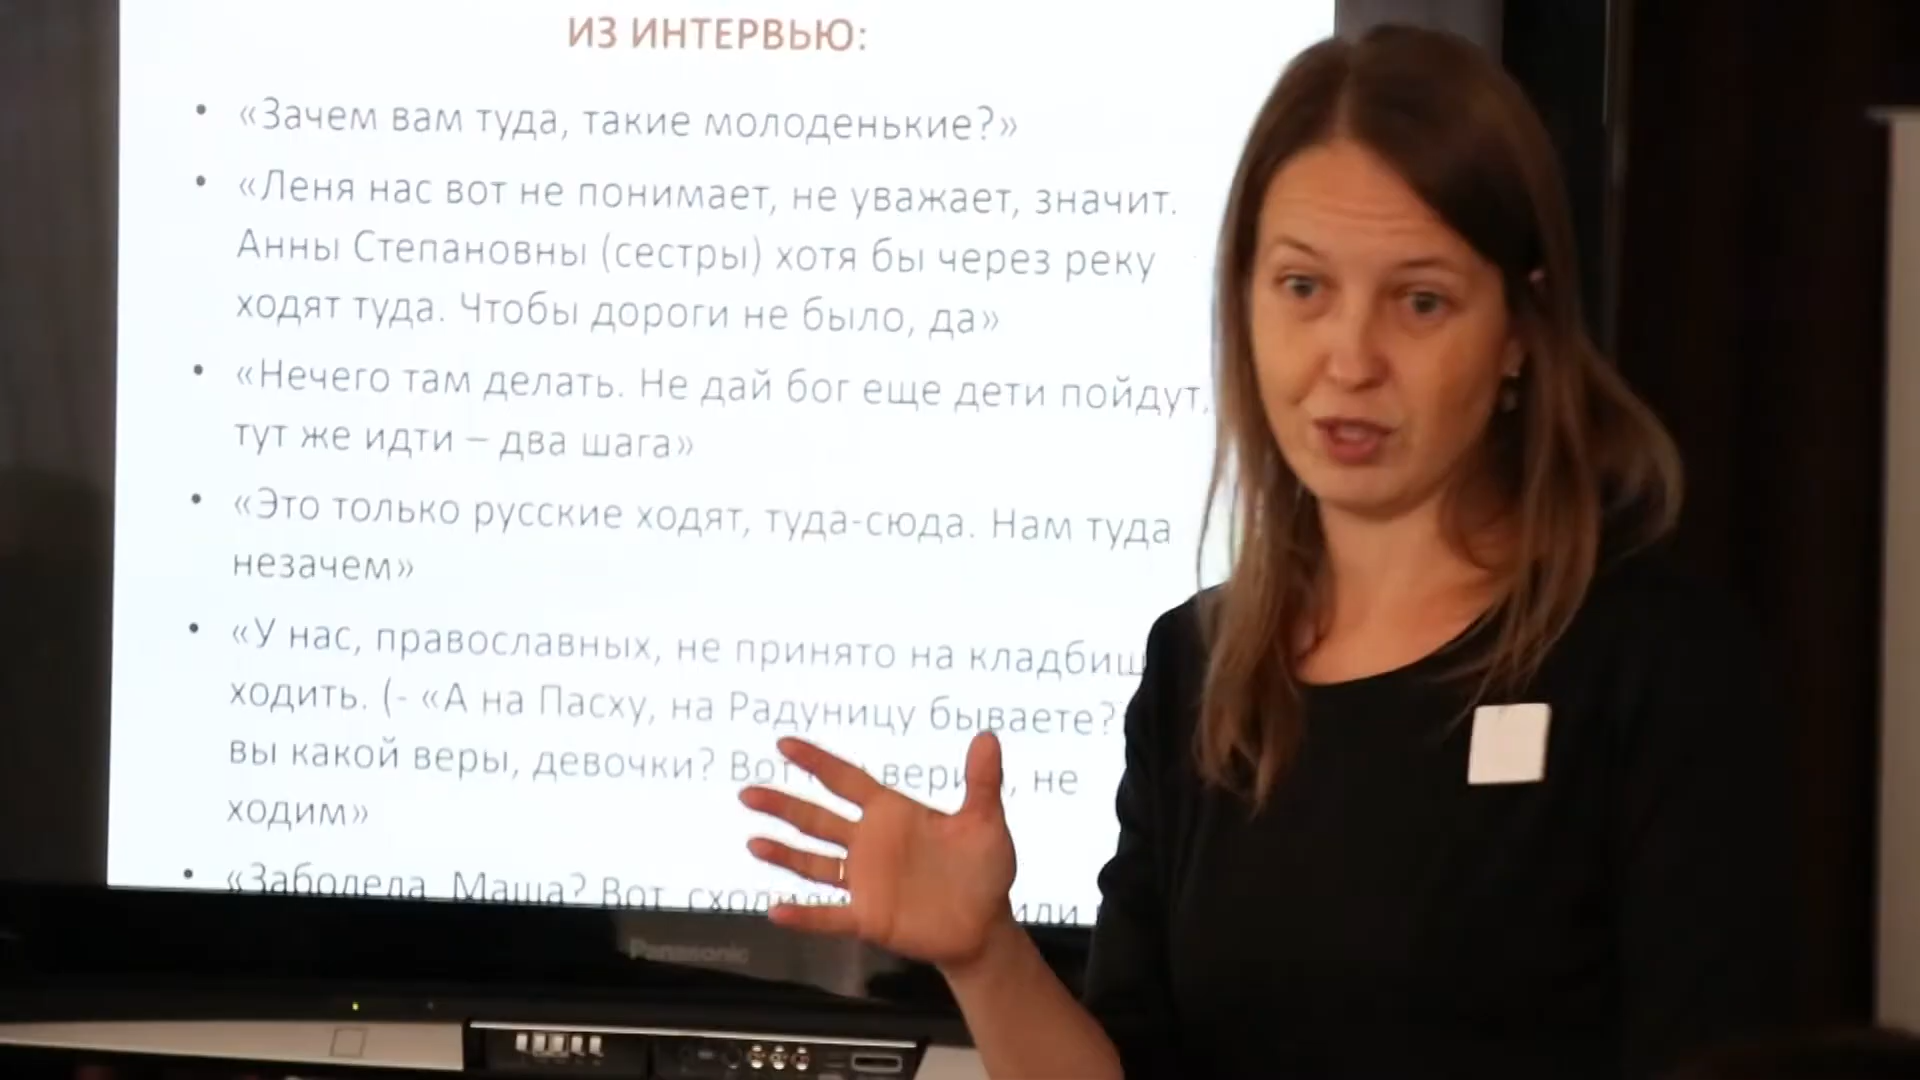 ИЗ ИНТЕРВЬЮ:
• «Зачем вам туда, такие молоденькие?»
• «Леня нас вот не понимает, не уважает, значит.
Анны Степановны (сестры) хотя бы через реку
ходят туда. Чтобы дороги не было, да»
• «Нечего там делать. Не дай бог еще дети пойдут,
тут же идти – два шага»
• «Это только русские ходят, туда-сюда. Нам туда
незачем»
• «У нас, православных, не принято на
ходить. (- «А на Пасху, на Радуницу бываете?
вы какой веры, девочки? Вот не
ходим»
• «Заболела Маша? Вот
Panasonic